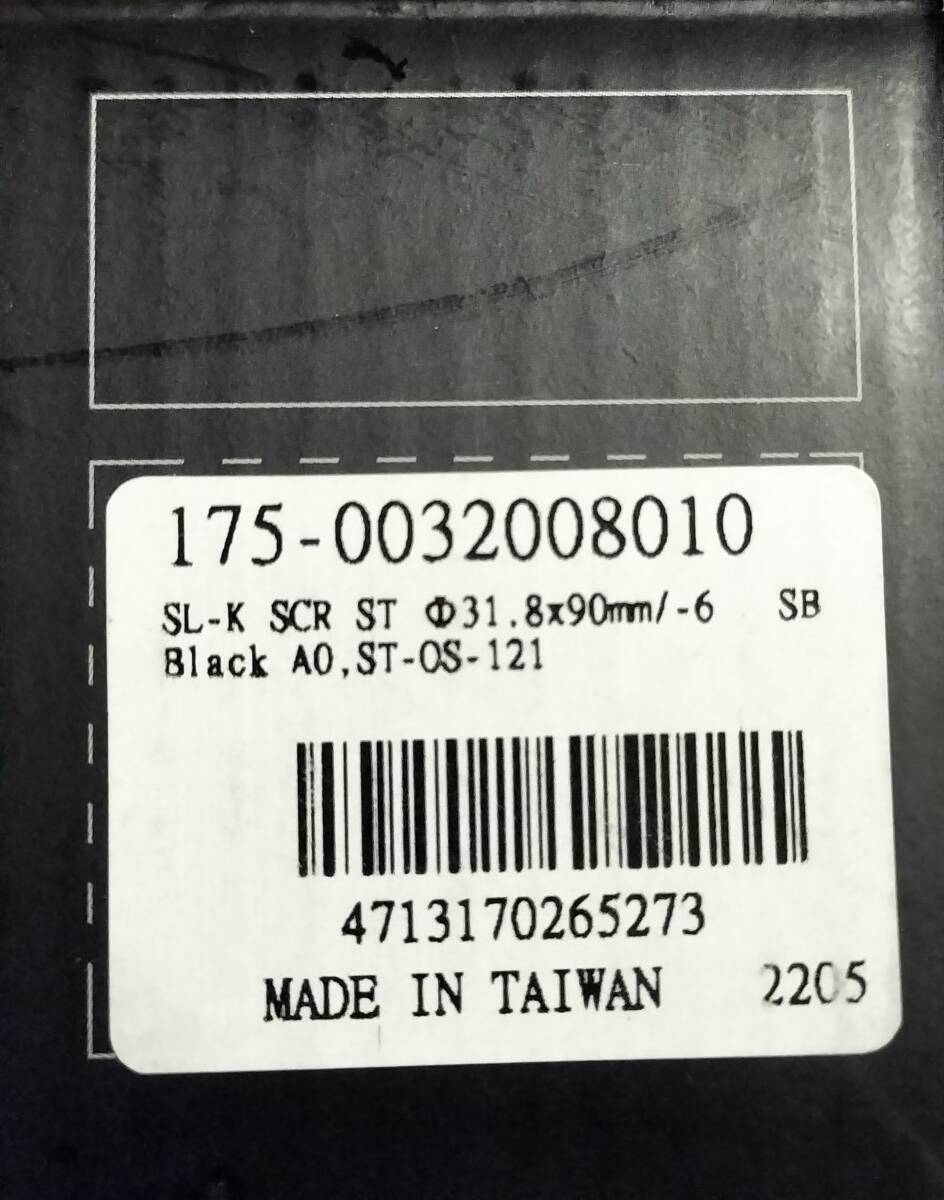 175-0032008010
SL-K SCR ST Φ31.8x90mm/-6 SB
Black A0,ST-OS-121
4713170265273
MADE IN TAIWAN 2205